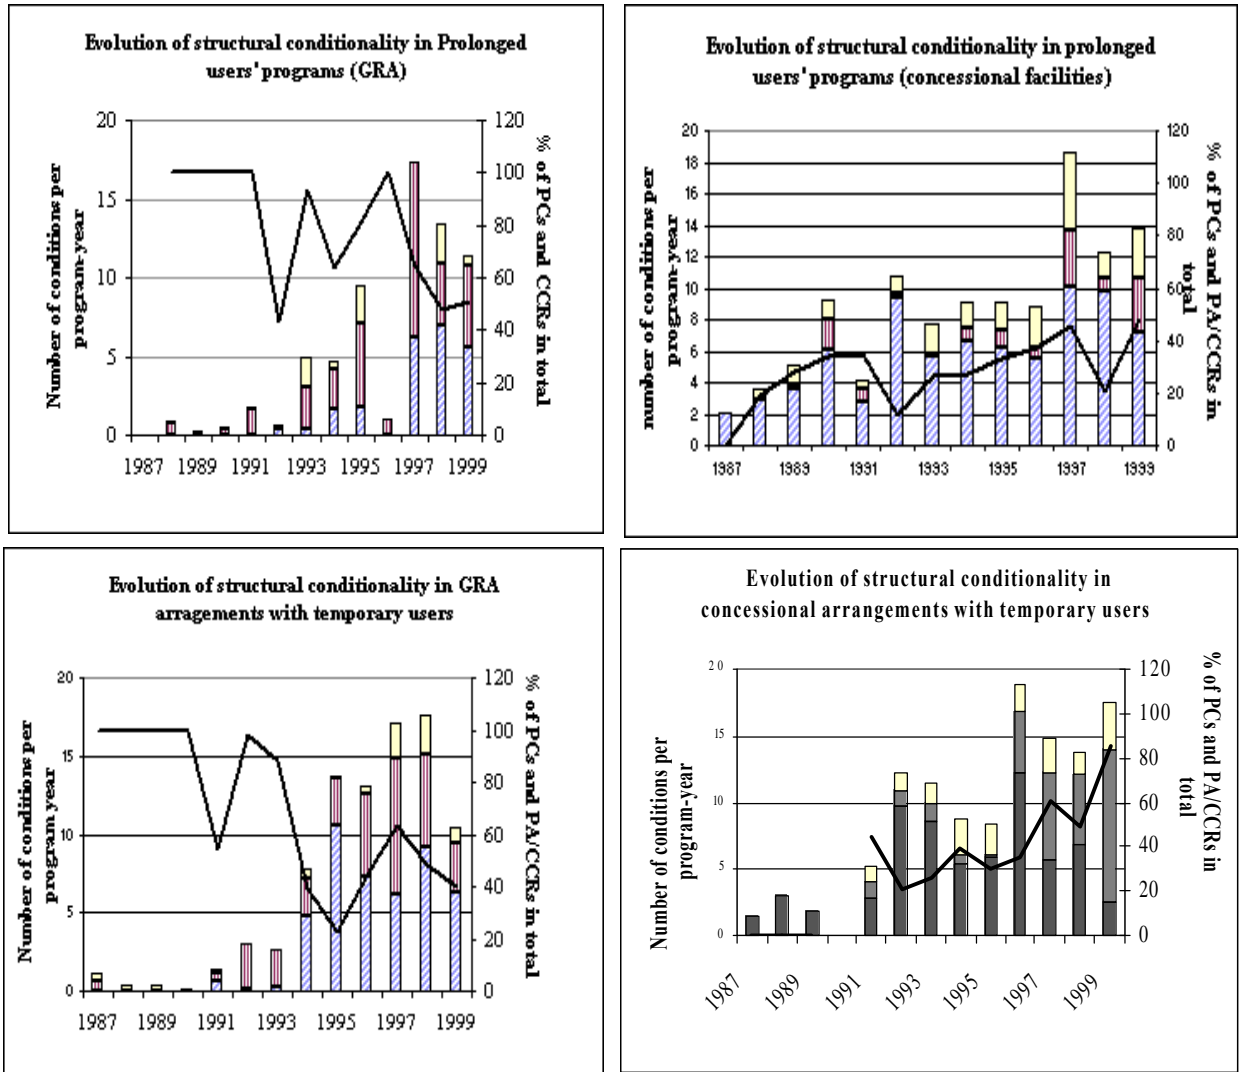 Evolution of structural conditionality in Prolonged
users' programs (GRA)
Number of conditions per
program-year
% of PCs and CCRs in total
20
15
10
5
0
120
100
80
60
40
20
0
1987 1989 1991 1993 1995 1997 1999
Evolution of structural conditionality in prolonged
users' programs (concessional facilities)
number of conditions per
program-year
% of PCs and PA/CCRs in
total
20
18
16
14
12
10
8
6
4
2
0
120
100
80
60
40
20
0
1987 1989 1991 1993 1995 1997 1999
Evolution of structural conditionality in GRA
arragements with temporary users
Number of conditions per
program year
% of PCs and PA/CCRs in total
20
15
10
5
0
120
100
80
60
40
20
0
1987 1989 1991 1993 1995 1997 1999
Evolution of structural conditionality in
concessional arrangements with temporary users
Number of conditions per
program-year
% of PCs and PA/CCRs in
total
20
15
10
5
0
120
100
80
60
40
20
0
1987 1989 1991 1993 1995 1997 1999